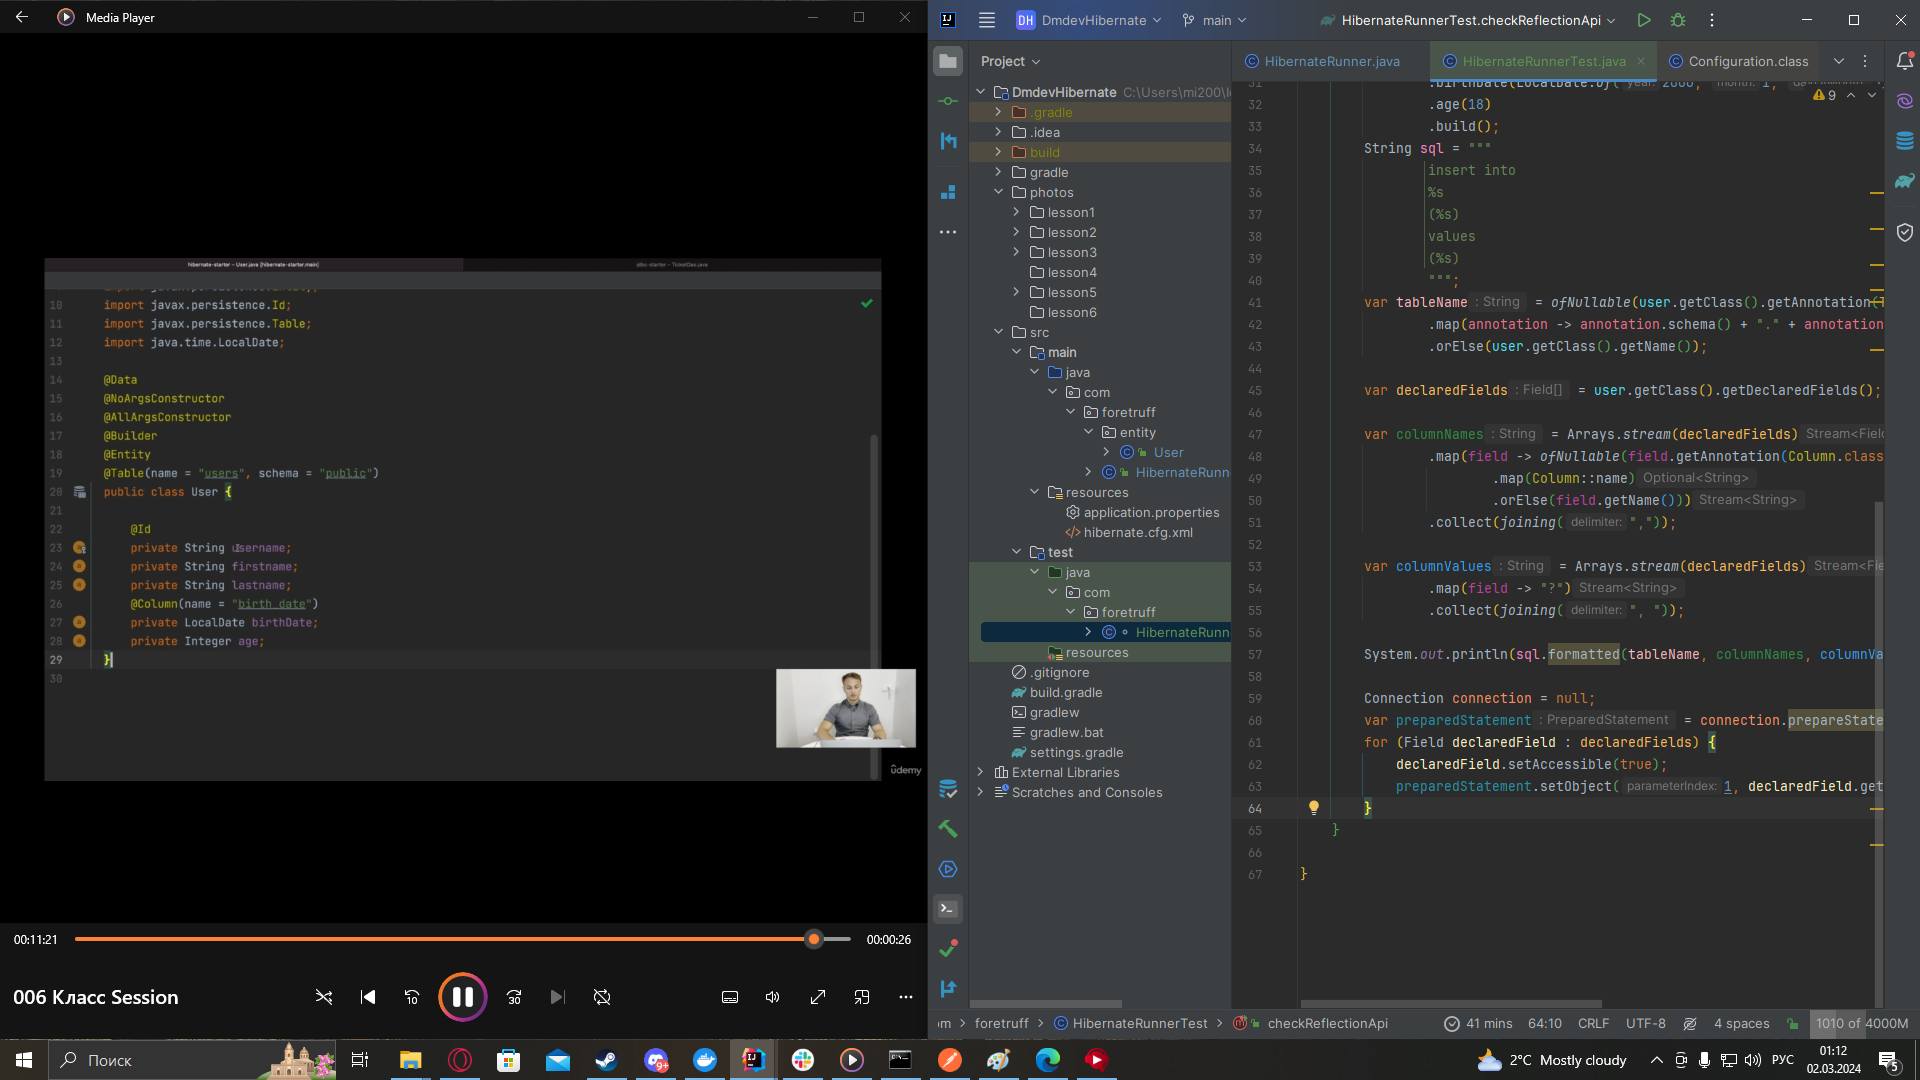 Media Player
hibernate-starter – User.java [hibernate-starter.main]
jdbc-starter – TicketDao.java
10 import javax.persistence.Id;
11 import javax.persistence.Table;
12 import java.time.LocalDate;
13
14 @Data
15 @NoArgsConstructor
16 @AllArgsConstructor
17 @Builder
18 @Entity
19 @Table(name = "users", schema = "public")
20 public class User {
21
22 @Id
23 private String username;
24 private String firstname;
25 private String lastname;
26 @Column(name = "birth_date")
27 private LocalDate birthDate;
28 private Integer age;
29 }
30
ûdemy
00:11:21
00:00:26
006 Класс Session
10
30
DH DmdevHibernate
main
HibernateRunnerTest.checkReflectionApi
Project
HibernateRunner.java
HibernateRunnerTest.java
Configuration.class
DmdevHibernate C:\Users\mi200\I
.gradle
.idea
build
gradle
photos
lesson1
lesson2
lesson3
lesson4
lesson5
lesson6
src
main
java
com
foretruff
entity
User
HibernateRunn
resources
application.properties
hibernate.cfg.xml
test
java
com
foretruff
HibernateRunn
resources
.gitignore
build.gradle
gradlew
gradlew.bat
settings.gradle
External Libraries
Scratches and Consoles
9
32 .age(18)
33 .build();
34 String sql = """
35 insert into
36 %s
37 (%s)
38 values
39 (%s)
40 """;
41 var tableName : String = ofNullable(user.getClass().getAnnotation(
42 .map(annotation -> annotation.schema() + "." + annotation
43 .orElse(user.getClass().getName());
44
45 var declaredFields : Field[] = user.getClass().getDeclaredFields();
46
47 var columnNames : String = Arrays.stream(declaredFields) Stream<Field
48 .map(field -> ofNullable(field.getAnnotation(Column.class
49 .map(Column::name) Optional<String>
50 .orElse(field.getName())) Stream<String>
51 .collect(joining( delimiter: ","));
52
53 var columnValues : String = Arrays.stream(declaredFields) Stream<Fie
54 .map(field -> "?") Stream<String>
55 .collect(joining( delimiter: ", "));
56
57 System.out.println(sql.formatted(tableName, columnNames, columnVa
58
59 Connection connection = null;
60 var preparedStatement : PreparedStatement = connection.prepareState
61 for (Field declaredField : declaredFields) {
62 declaredField.setAccessible(true);
63 preparedStatement.setObject( parameterIndex: 1, declaredField.get
64 }
65 }
66
67 }
foretruff
HibernateRunnerTest
checkReflectionApi
41 mins
64:10
CRLF
UTF-8
4 spaces
1010 of 4000M
Поиск
9+
2°C Mostly cloudy
РУС
01:12
02.03.2024
5